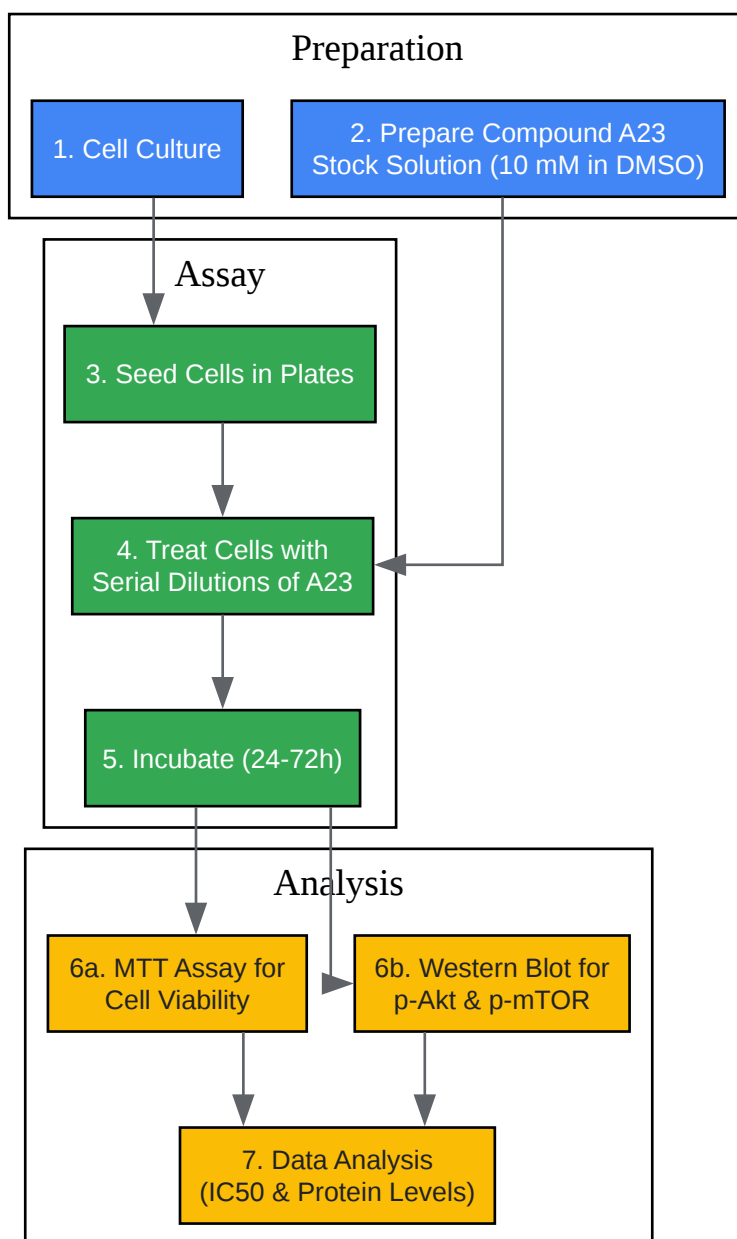 Preparation
1. Cell Culture
2. Prepare Compound A23
Stock Solution (10 mM in DMSO)
Assay
3. Seed Cells in Plates
4. Treat Cells with
Serial Dilutions of A23
5. Incubate (24-72h)
Analysis
6a. MTT Assay for
Cell Viability
6b. Western Blot for
p-Akt & p-mTOR
7. Data Analysis
(IC50 & Protein Levels)